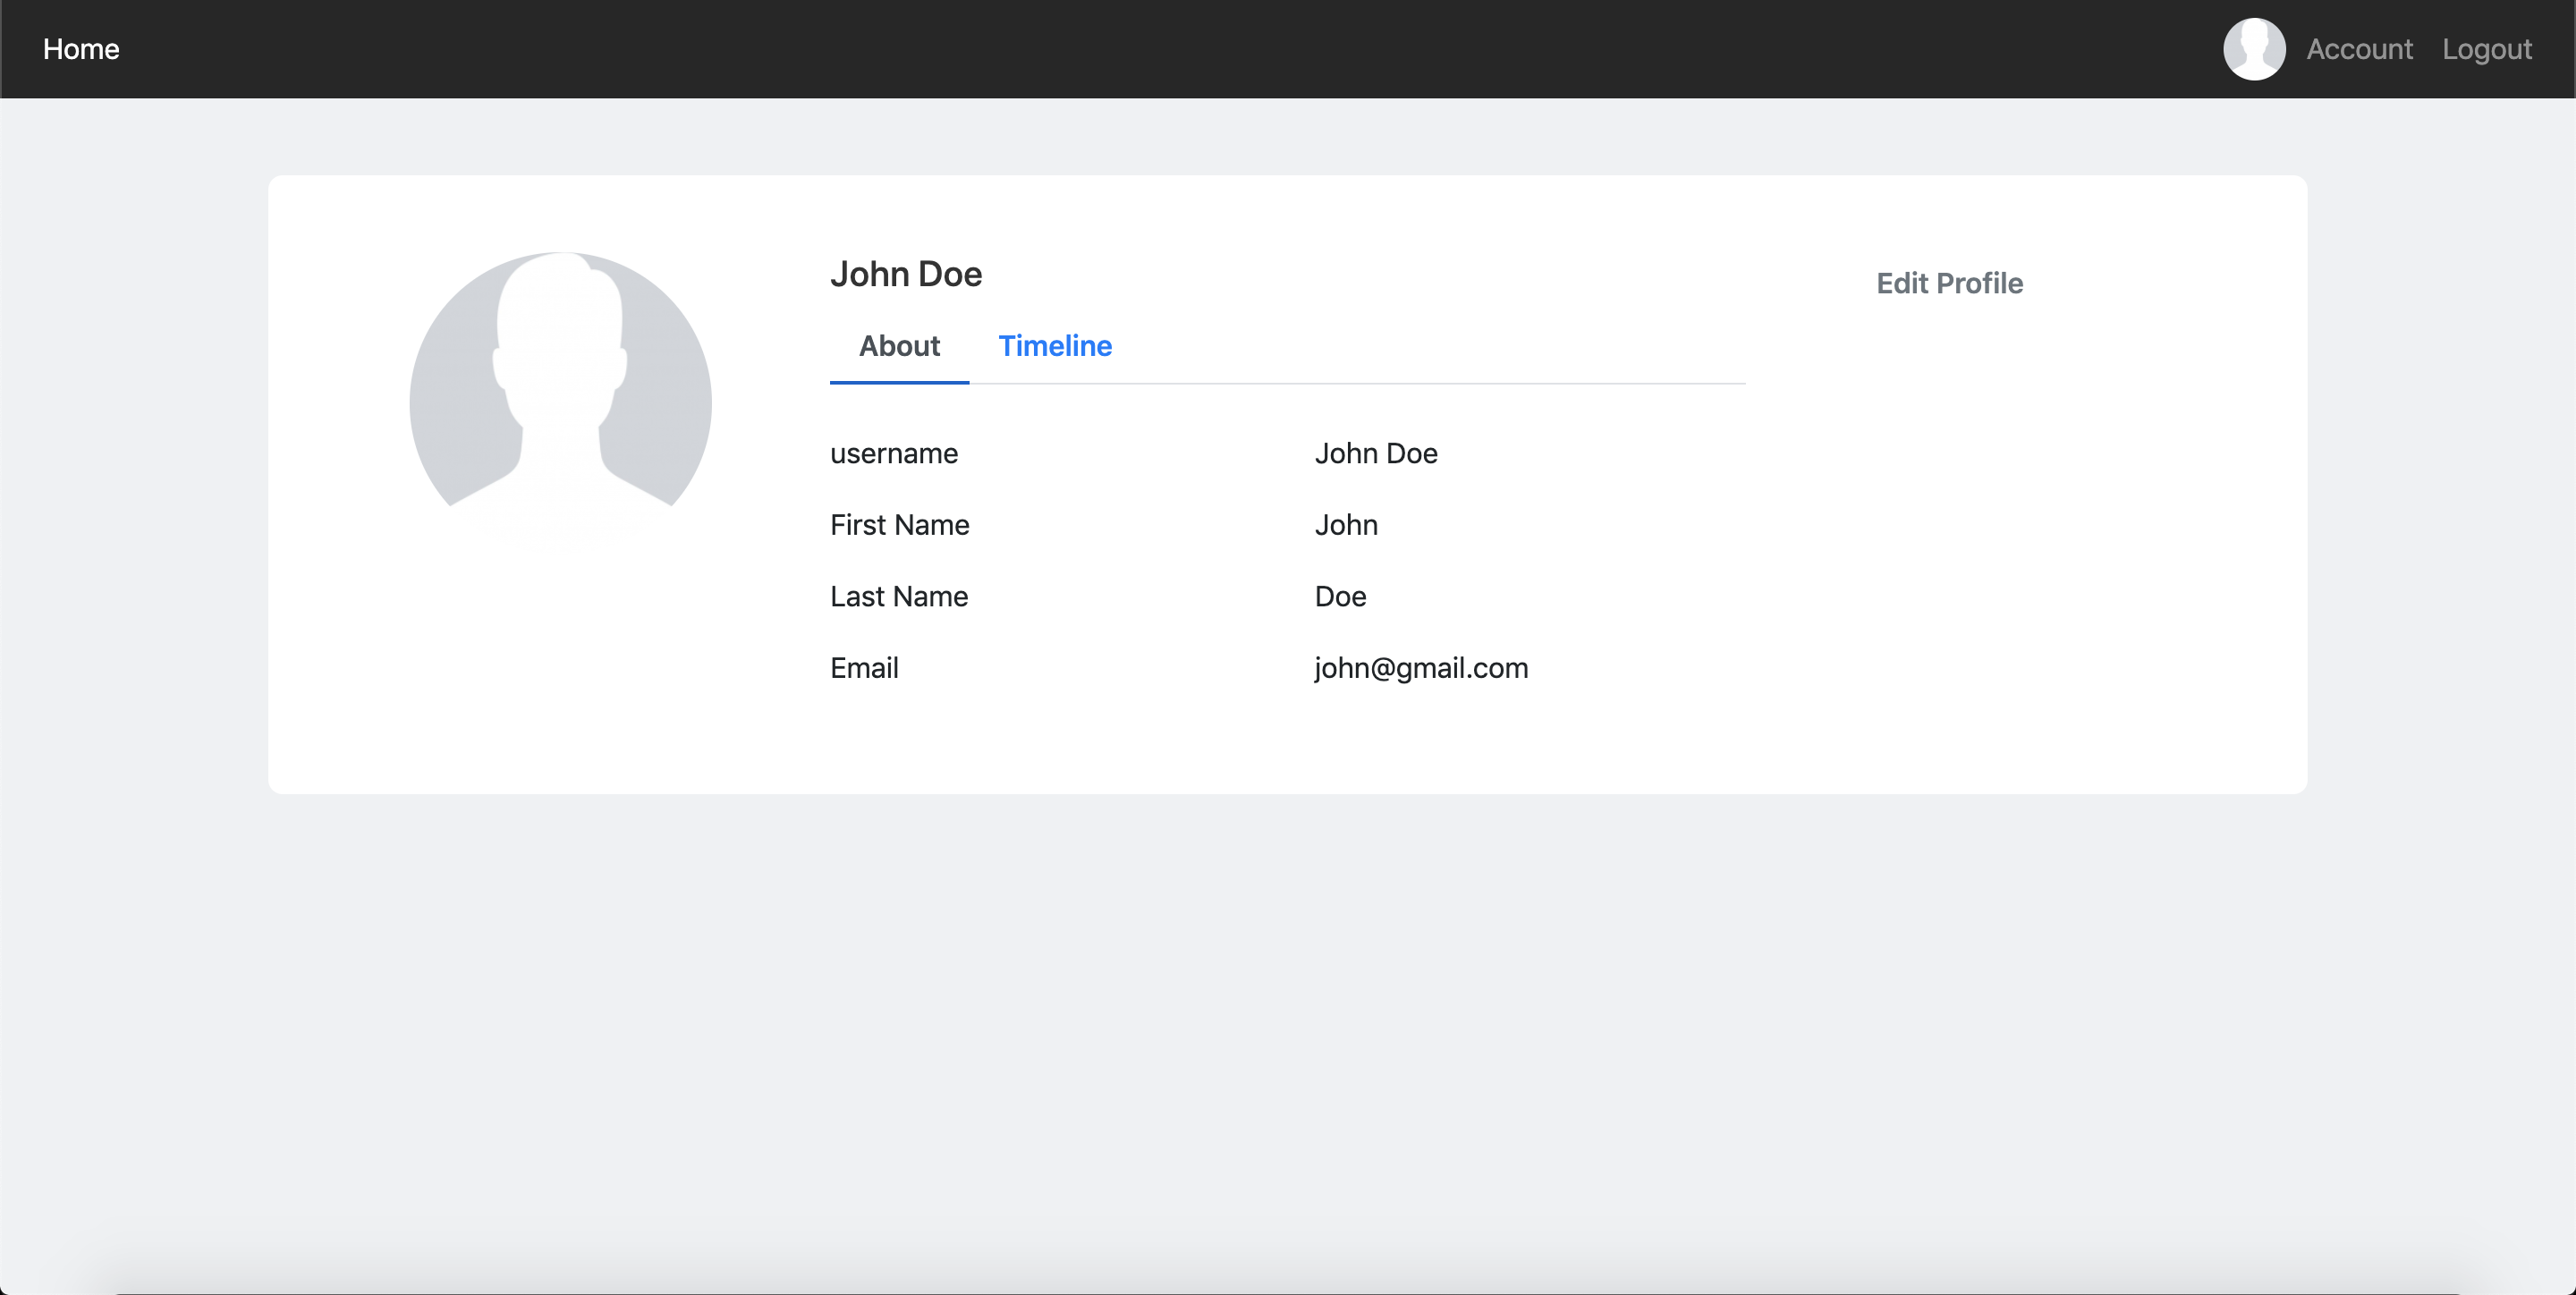 Home Account Logout
John Doe Edit Profile
About Timeline
username John Doe
First Name John
Last Name Doe
Email john@gmail.com